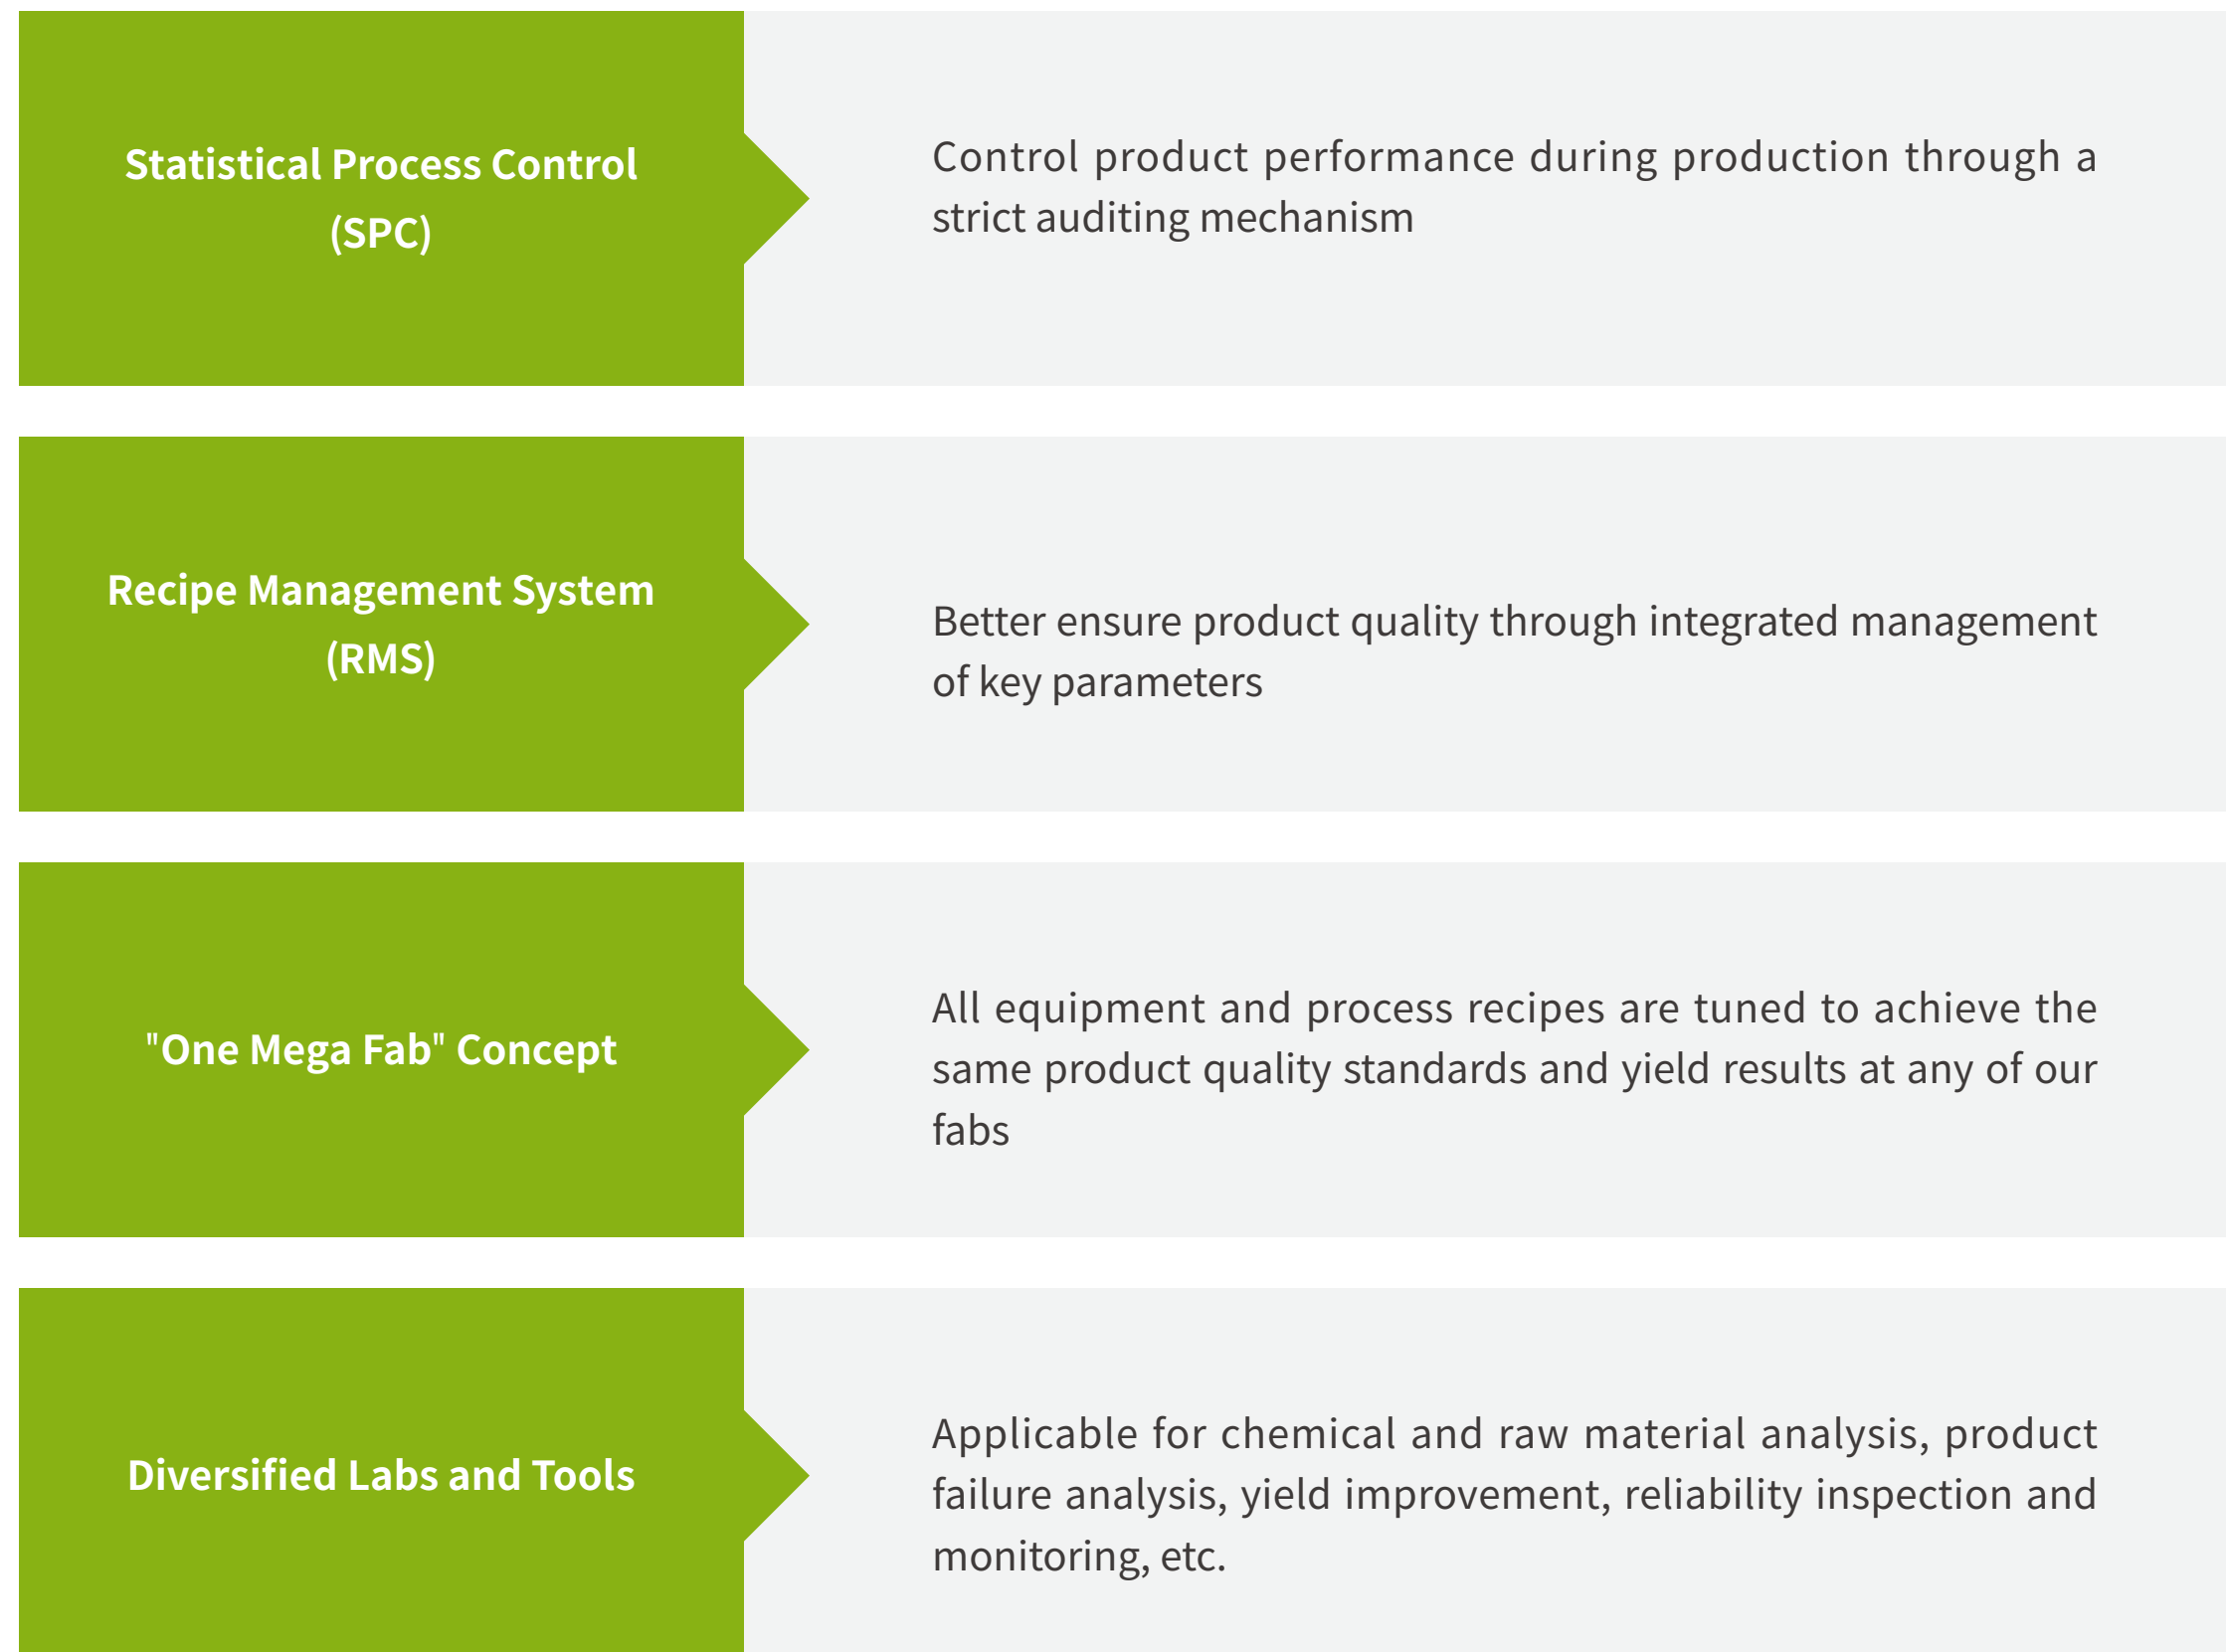 Statistical Process Control
(SPC)
Control product performance during production through a
strict auditing mechanism
Recipe Management System
(RMS)
Better ensure product quality through integrated management
of key parameters
"One Mega Fab" Concept
All equipment and process recipes are tuned to achieve the
same product quality standards and yield results at any of our
fabs
Diversified Labs and Tools
Applicable for chemical and raw material analysis, product
failure analysis, yield improvement, reliability inspection and
monitoring, etc.